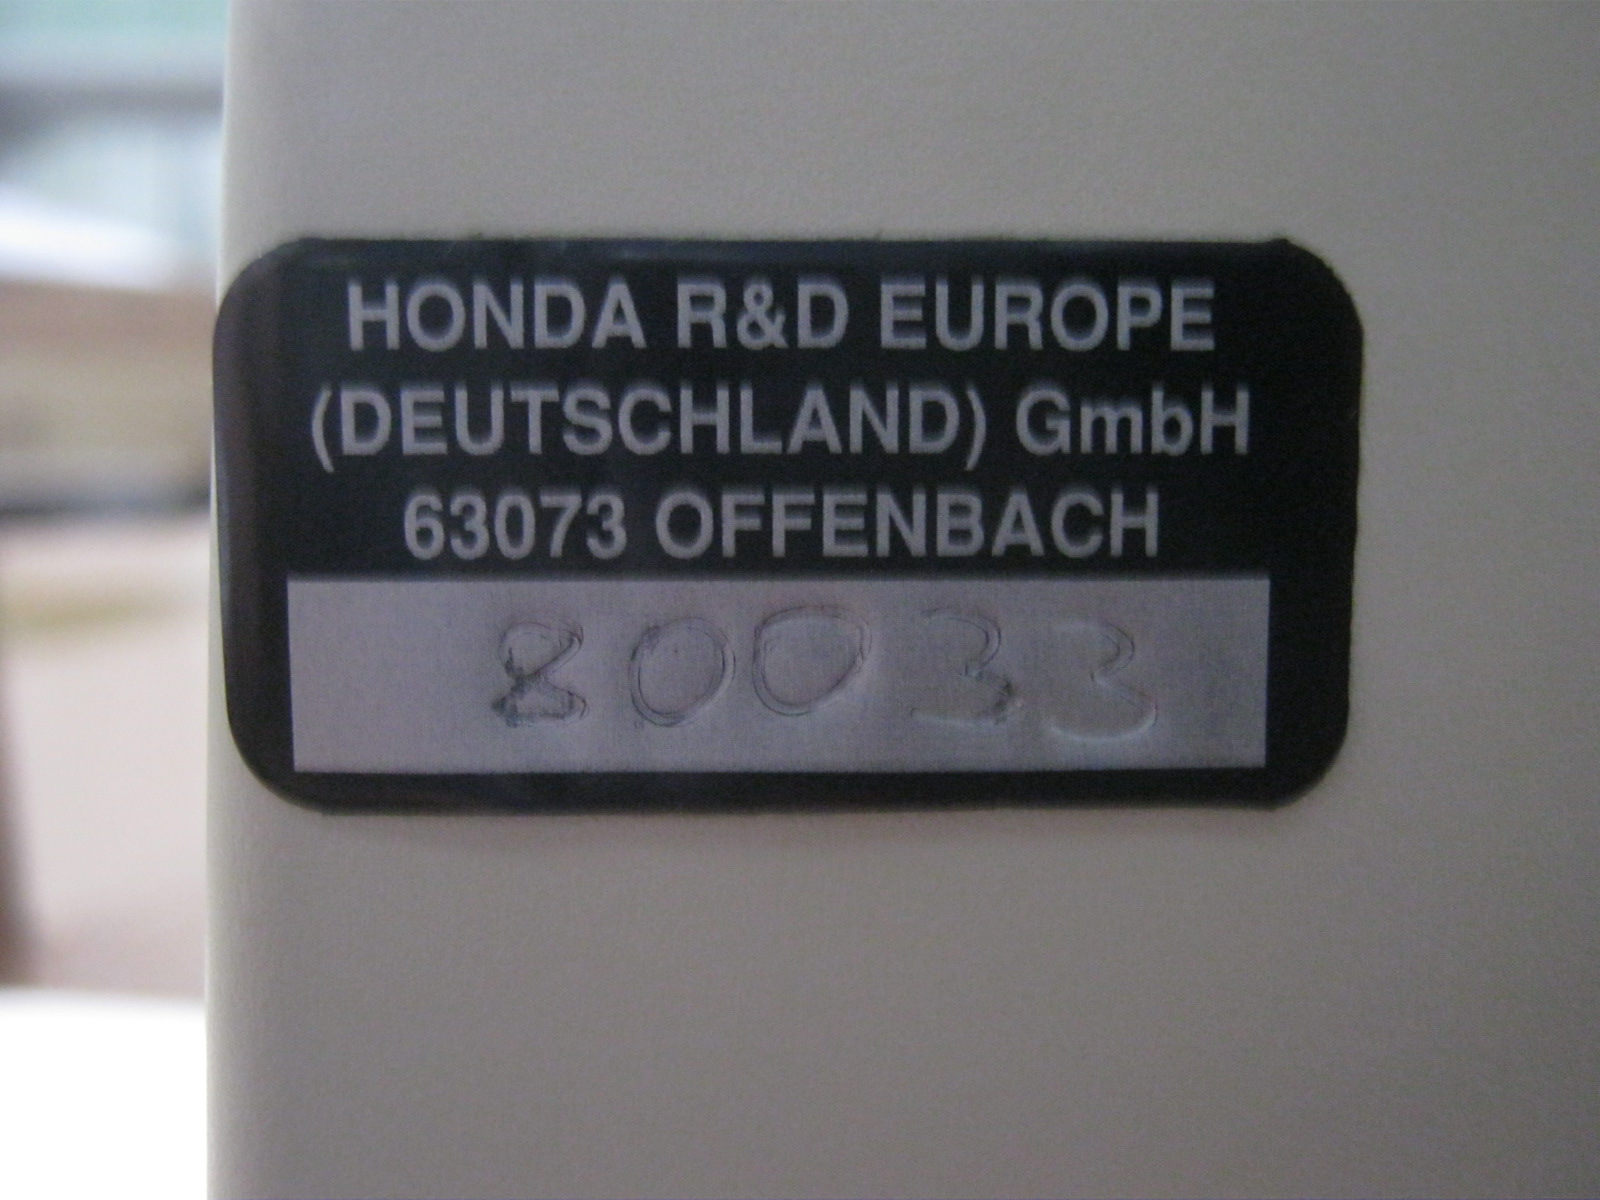 HONDA R&D EUROPE
(DEUTSCHLAND) GmbH
63073 OFFENBACH
80033